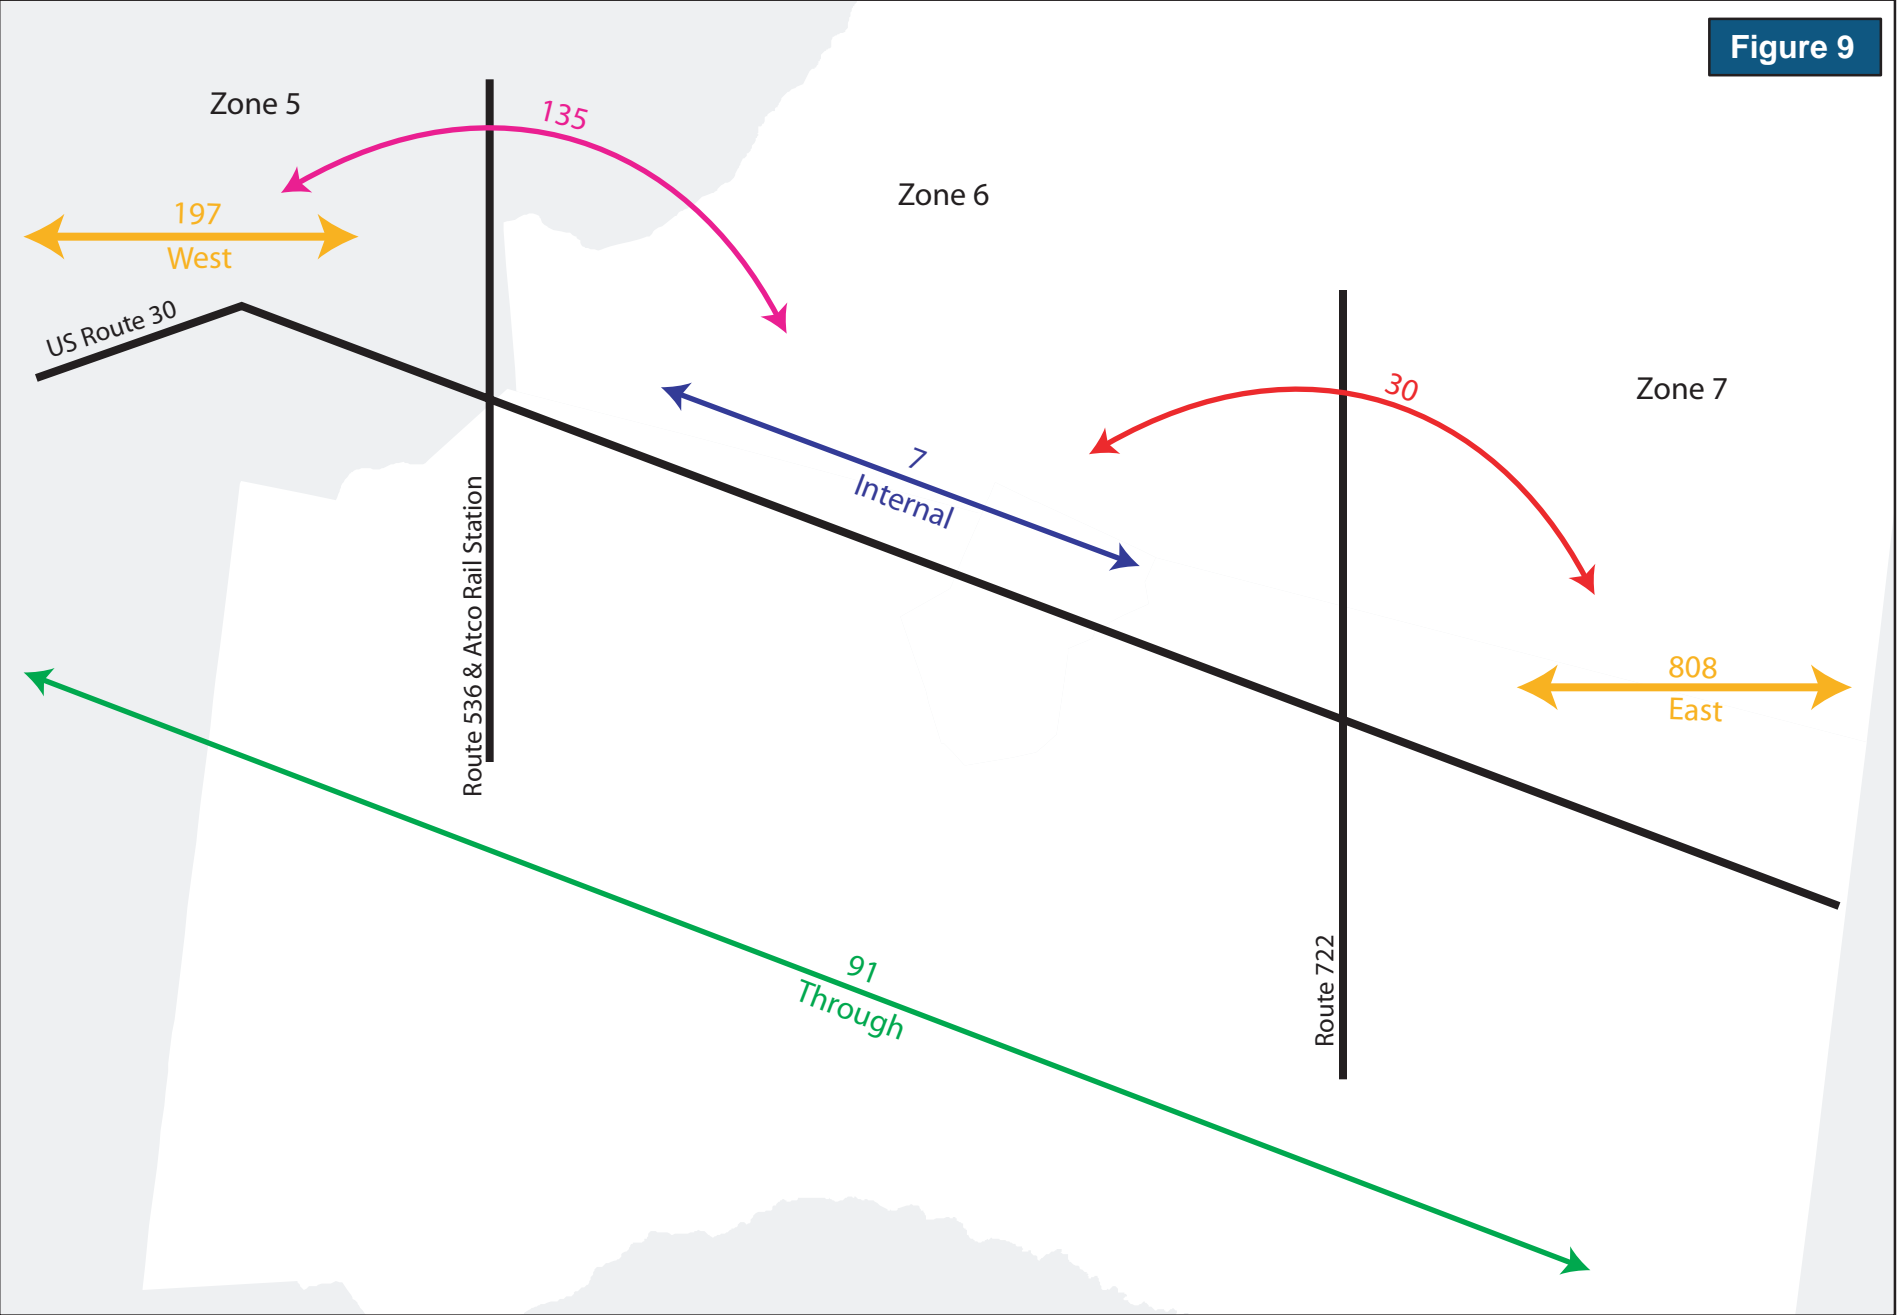 Figure 9
Zone 5
135
Zone 6
197
West
US Route 30
30
Zone 7
7
Internal
Route 536 & Atco Rail Station
808
East
91
Through
Route 722